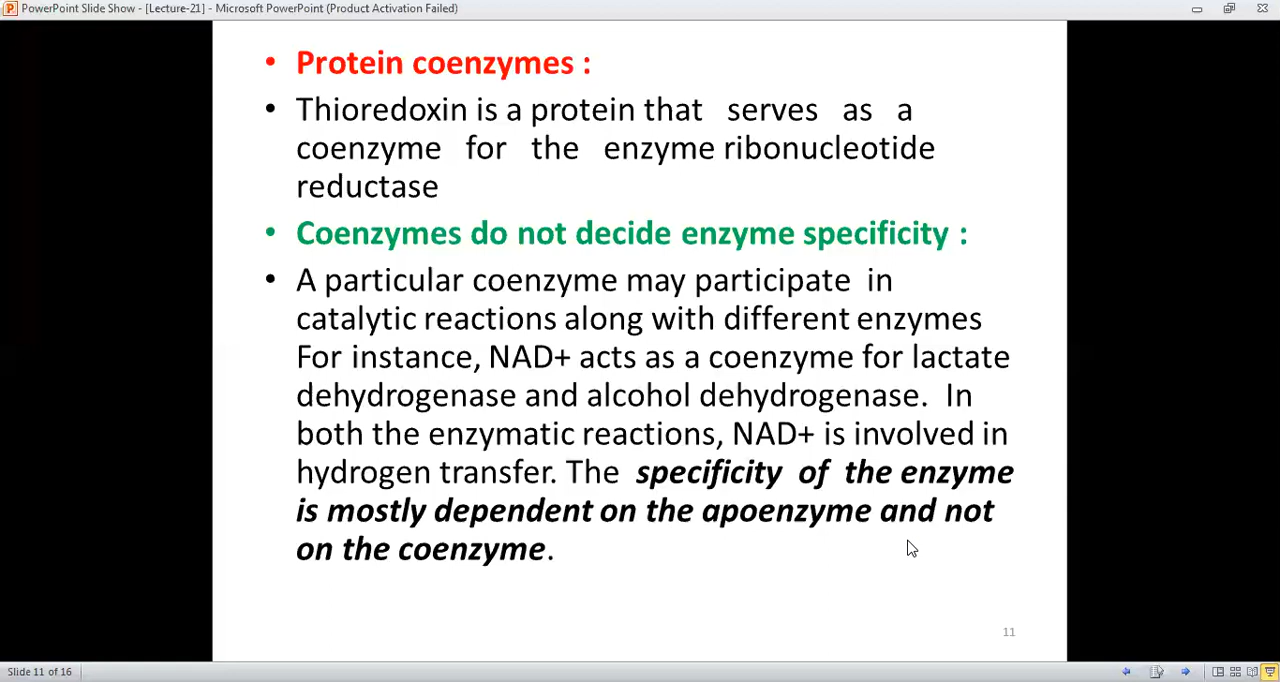 PowerPoint Slide Show - [Lecture-21] - Microsoft PowerPoint (Product Activation Failed)
• Protein coenzymes :
• Thioredoxin is a protein that serves as a
coenzyme for the enzyme ribonucleotide
reductase
• Coenzymes do not decide enzyme specificity :
• A particular coenzyme may participate in
catalytic reactions along with different enzymes
For instance, NAD+ acts as a coenzyme for lactate
dehydrogenase and alcohol dehydrogenase. In
both the enzymatic reactions, NAD+ is involved in
hydrogen transfer. The specificity of the enzyme
is mostly dependent on the apoenzyme and not
on the coenzyme.
11
Slide 11 of 16